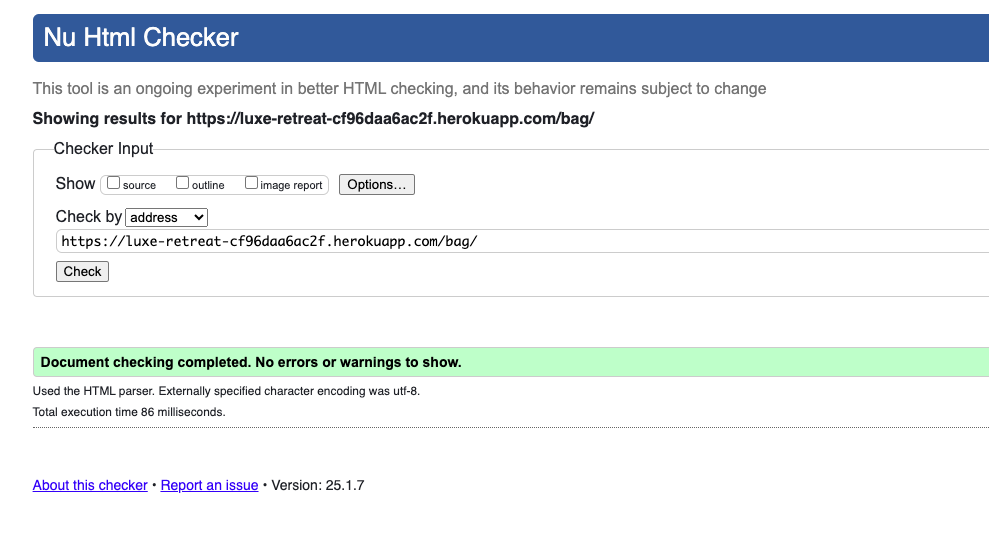 Nu Html Checker
This tool is an ongoing experiment in better HTML checking, and its behavior remains subject to change
Showing results for https://luxe-retreat-cf96daa6ac2f.herokuapp.com/bag/
Checker Input
Show source outline image report Options...
Check by address
https://luxe-retreat-cf96daa6ac2f.herokuapp.com/bag/
Check
Document checking completed. No errors or warnings to show.
Used the HTML parser. Externally specified character encoding was utf-8.
Total execution time 86 milliseconds.
About this checker • Report an issue • Version: 25.1.7